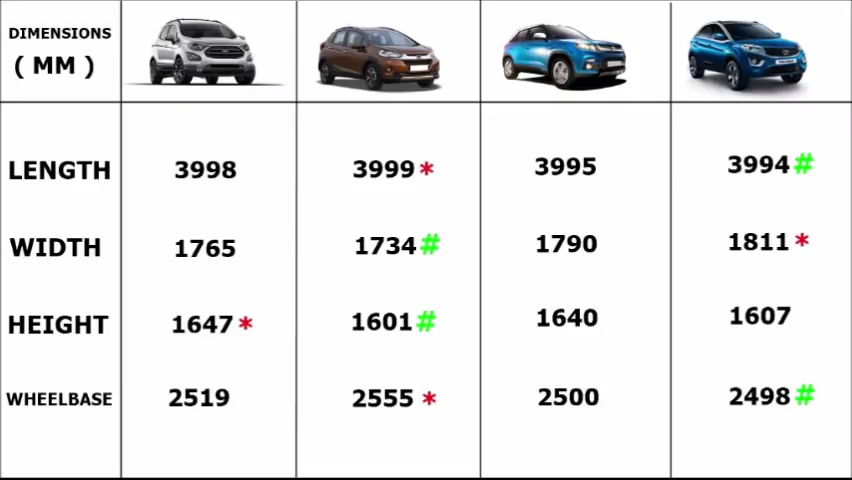 DIMENSIONS
( MM )
LENGTH 3998 3999 * 3995 3994 #
WIDTH 1765 1734 # 1790 1811 *
HEIGHT 1647 * 1601 # 1640 1607
WHEELBASE 2519 2555 * 2500 2498 #